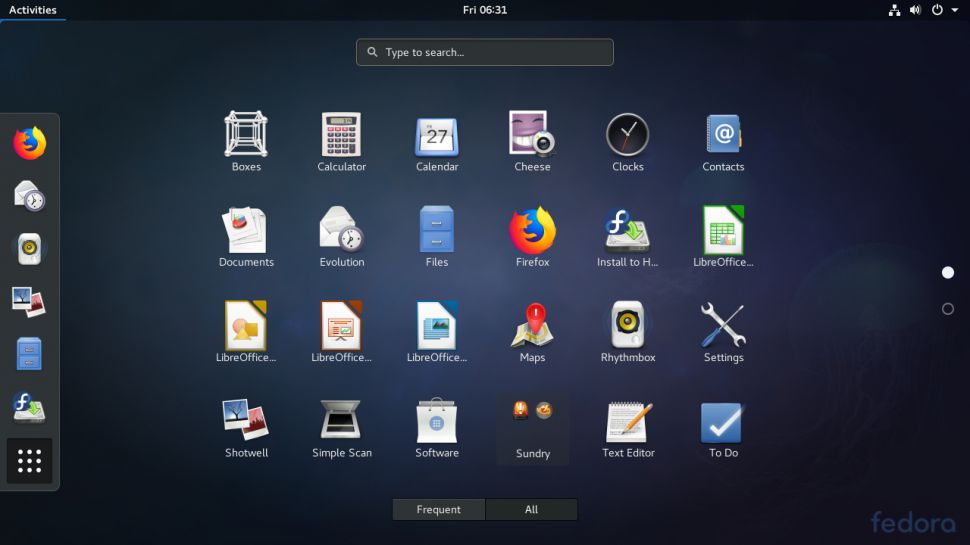 Activities
Fri 06:31
Type to search...
27
@
Boxes
Calculator
Calendar
Cheese
Clocks
Contacts
Documents
Evolution
Files
Firefox
Install to H...
LibreOffice...
LibreOffice...
LibreOffice...
LibreOffice...
Maps
Rhythmbox
Settings
Shotwell
Simple Scan
Software
Sundry
Text Editor
To Do
Frequent
All
fedora